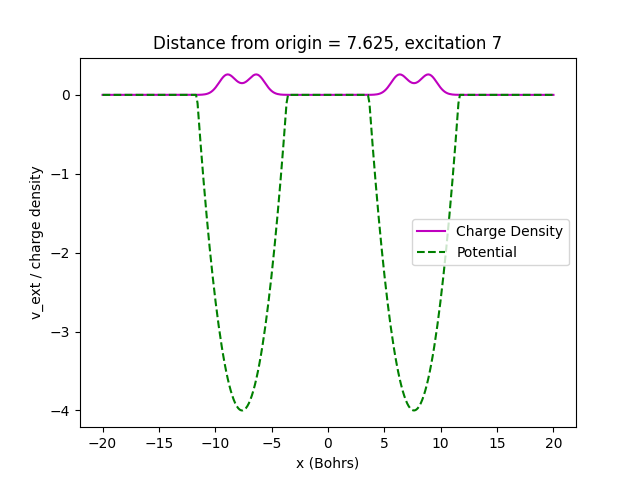 Distance from origin = 7.625, excitation 7
v_ext / charge density
0
−1
−2
−3
−4
Charge Density
Potential
−20 −15 −10 −5 0 5 10 15 20
x (Bohrs)